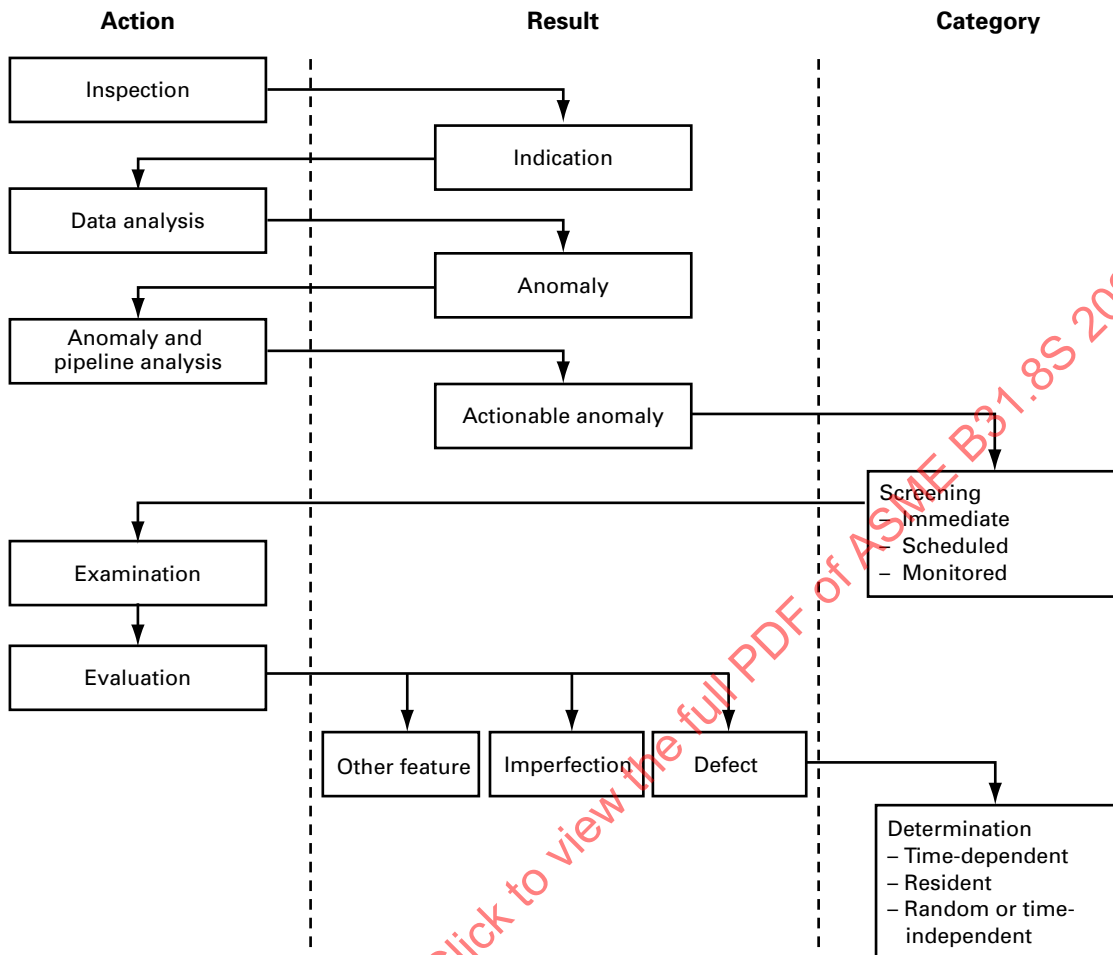 Action
Result
Category
Inspection
Indication
Data analysis
Anomaly
Anomaly and
pipeline analysis
Actionable anomaly
Screening
– Immediate
– Scheduled
– Monitored
Examination
Evaluation
Other feature
Imperfection
Defect
Determination
– Time-dependent
– Resident
– Random or time-
independent
Click to view the full PDF of ASME B31.8S